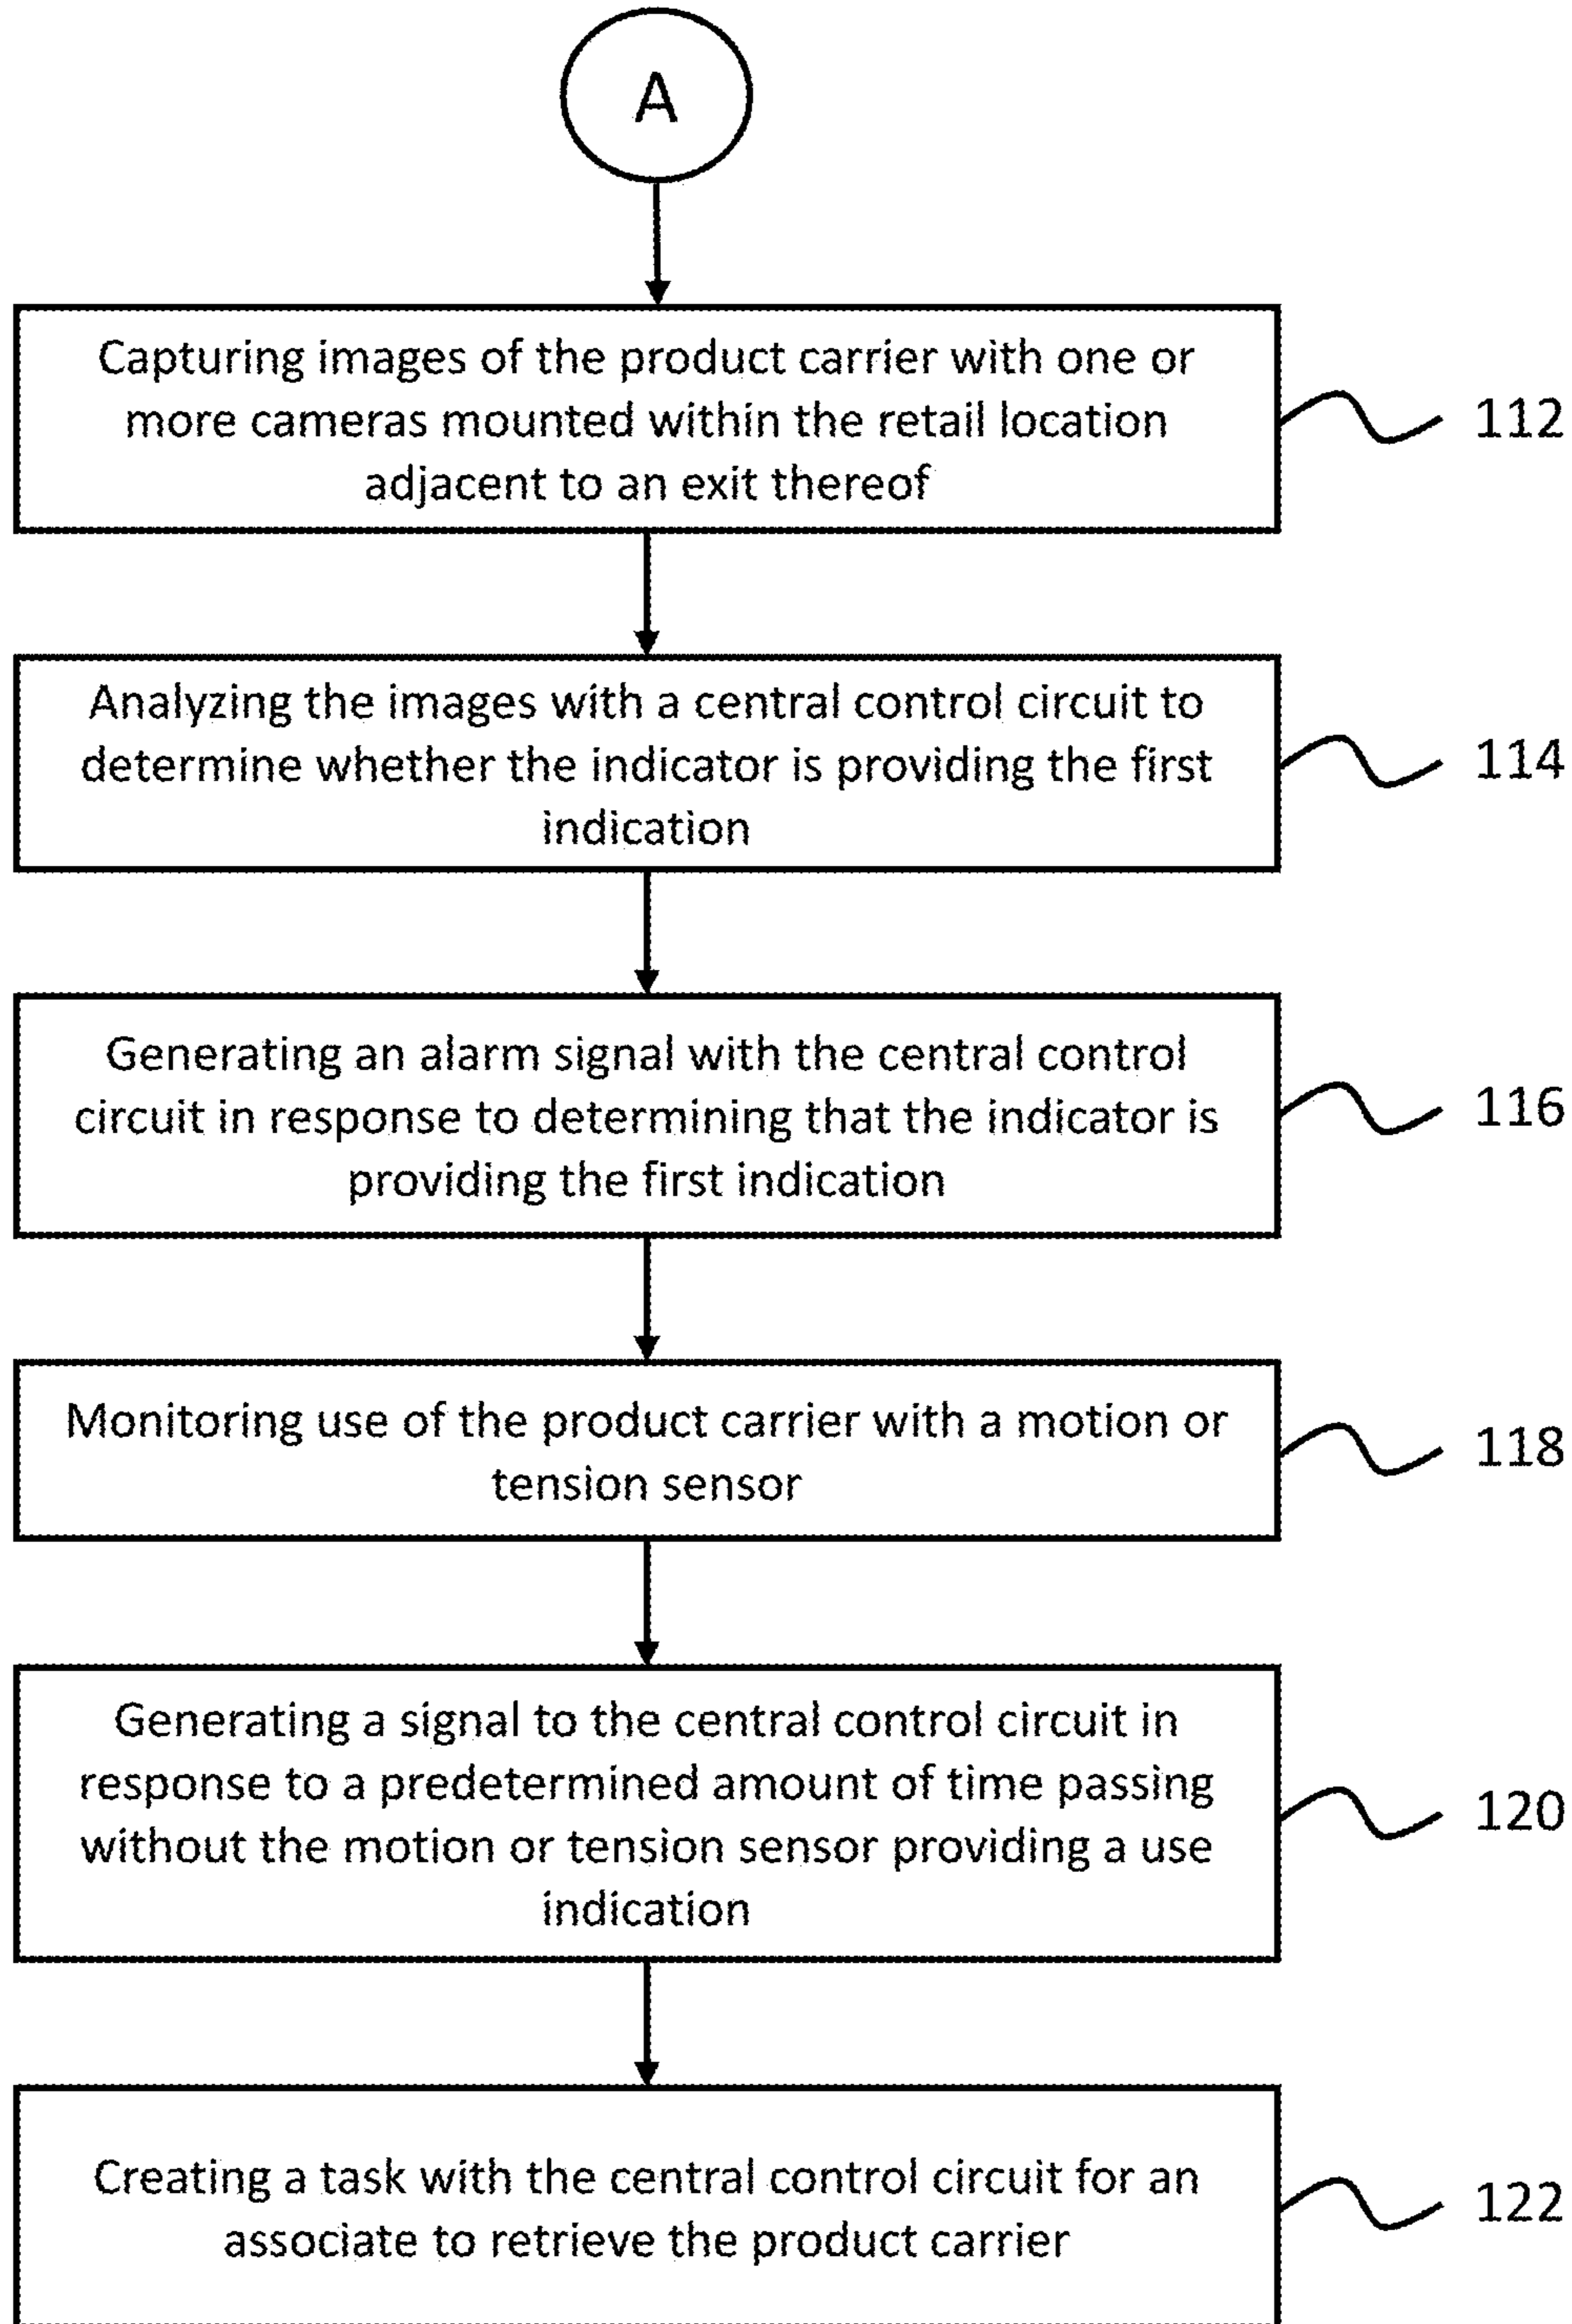 A
Capturing images of the product carrier with one or
more cameras mounted within the retail location
adjacent to an exit thereof
112
Analyzing the images with a central control circuit to
determine whether the indicator is providing the first
indication
114
Generating an alarm signal with the central control
circuit in response to determining that the indicator is
providing the first indication
116
Monitoring use of the product carrier with a motion or
tension sensor
118
Generating a signal to the central control circuit in
response to a predetermined amount of time passing
without the motion or tension sensor providing a use
indication
120
Creating a task with the central control circuit for an
associate to retrieve the product carrier
122